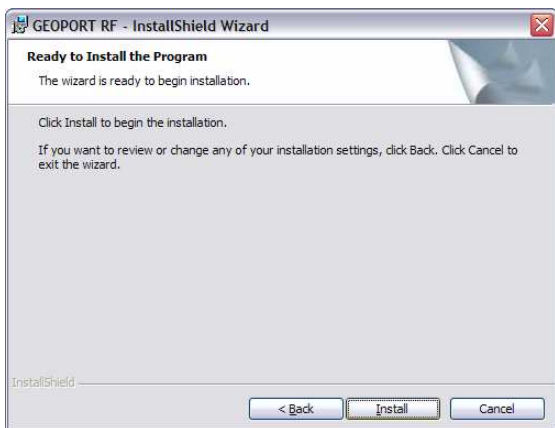 GEOPORT RF - InstallShield Wizard
Ready to Install the Program
The wizard is ready to begin installation.
Click Install to begin the installation.
If you want to review or change any of your installation settings, click Back. Click Cancel to
exit the wizard.
InstallShield
< Back Install Cancel